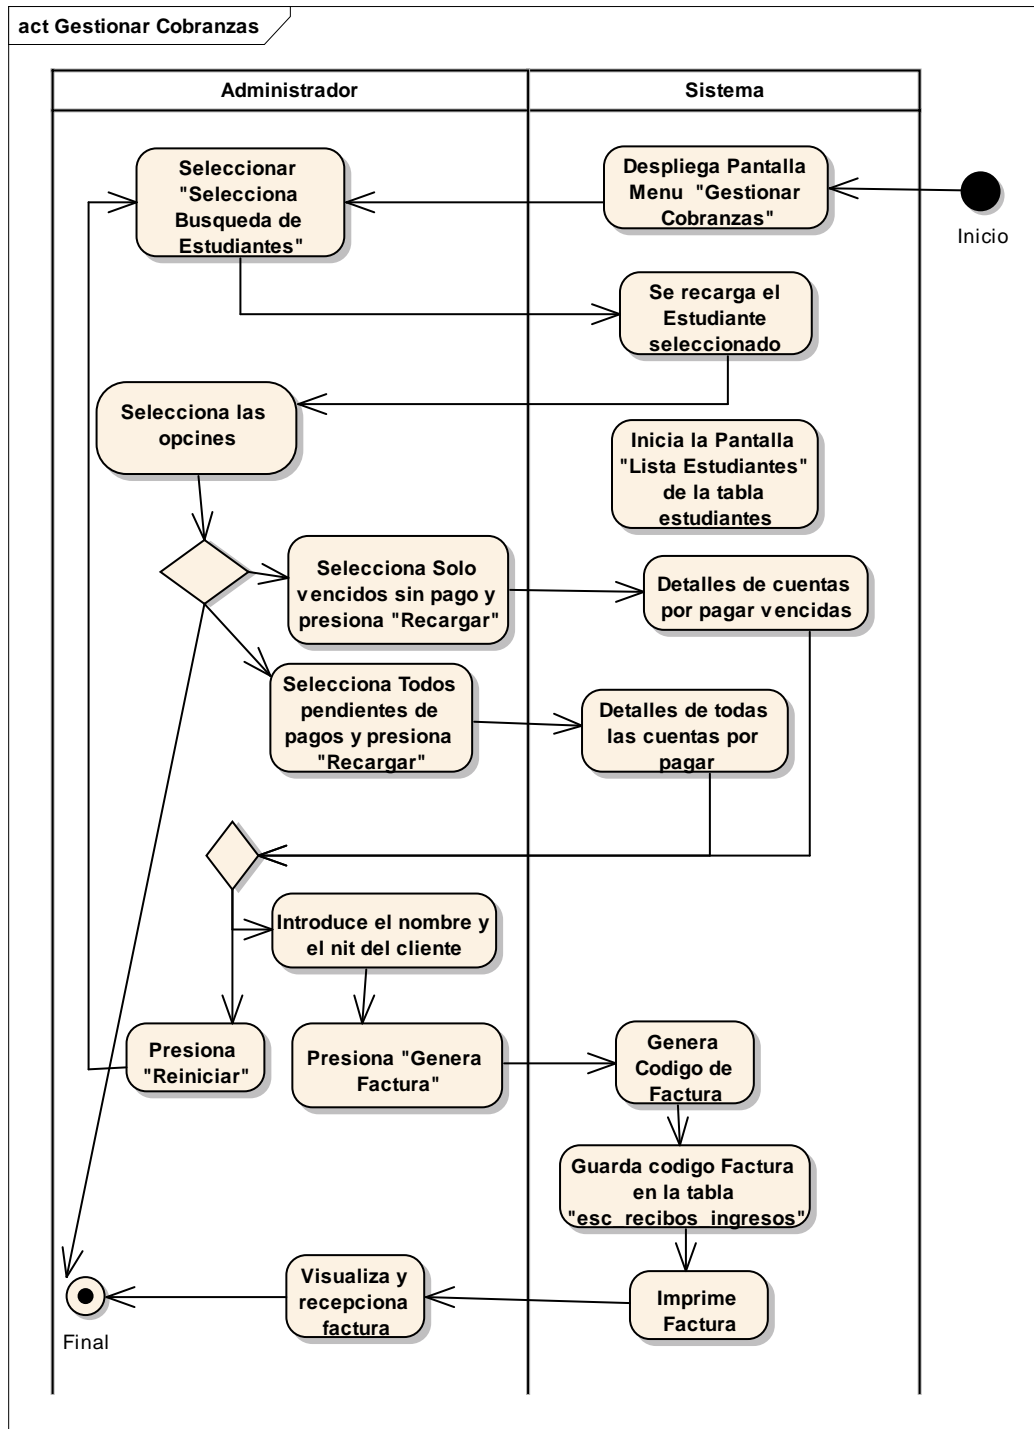 act Gestionar Cobranzas
Administrador
Sistema
Seleccionar
"Selecciona
Busqueda de
Estudiantes"
Despliega Pantalla
Menu "Gestionar
Cobranzas"
Inicio
Se recarga el
Estudiante
seleccionado
Selecciona las
opcines
Inicia la Pantalla
"Lista Estudiantes"
de la tabla
estudiantes
Selecciona Solo
vencidos sin pago y
presiona "Recargar"
Detalles de cuentas
por pagar vencidas
Selecciona Todos
pendientes de
pagos y presiona
"Recargar"
Detalles de todas
las cuentas por
pagar
Introduce el nombre y
el nit del cliente
Presiona
"Reiniciar"
Presiona "Genera
Factura"
Genera
Codigo de
Factura
Guarda codigo Factura
en la tabla
"esc_recibos_ingresos"
Visualiza y
recepciona
factura
Imprime
Factura
Final